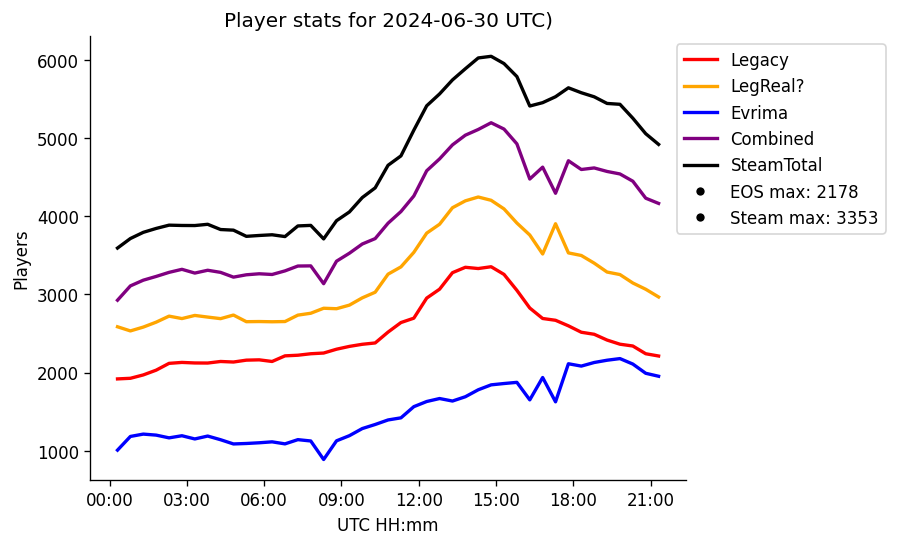 Player stats for 2024-06-30 UTC)
Legacy
LegReal?
Evrima
Combined
SteamTotal
EOS max: 2178
Steam max: 3353
Players
6000
5000
4000
3000
2000
1000
00:00 03:00 06:00 09:00 12:00 15:00 18:00 21:00
UTC HH:mm